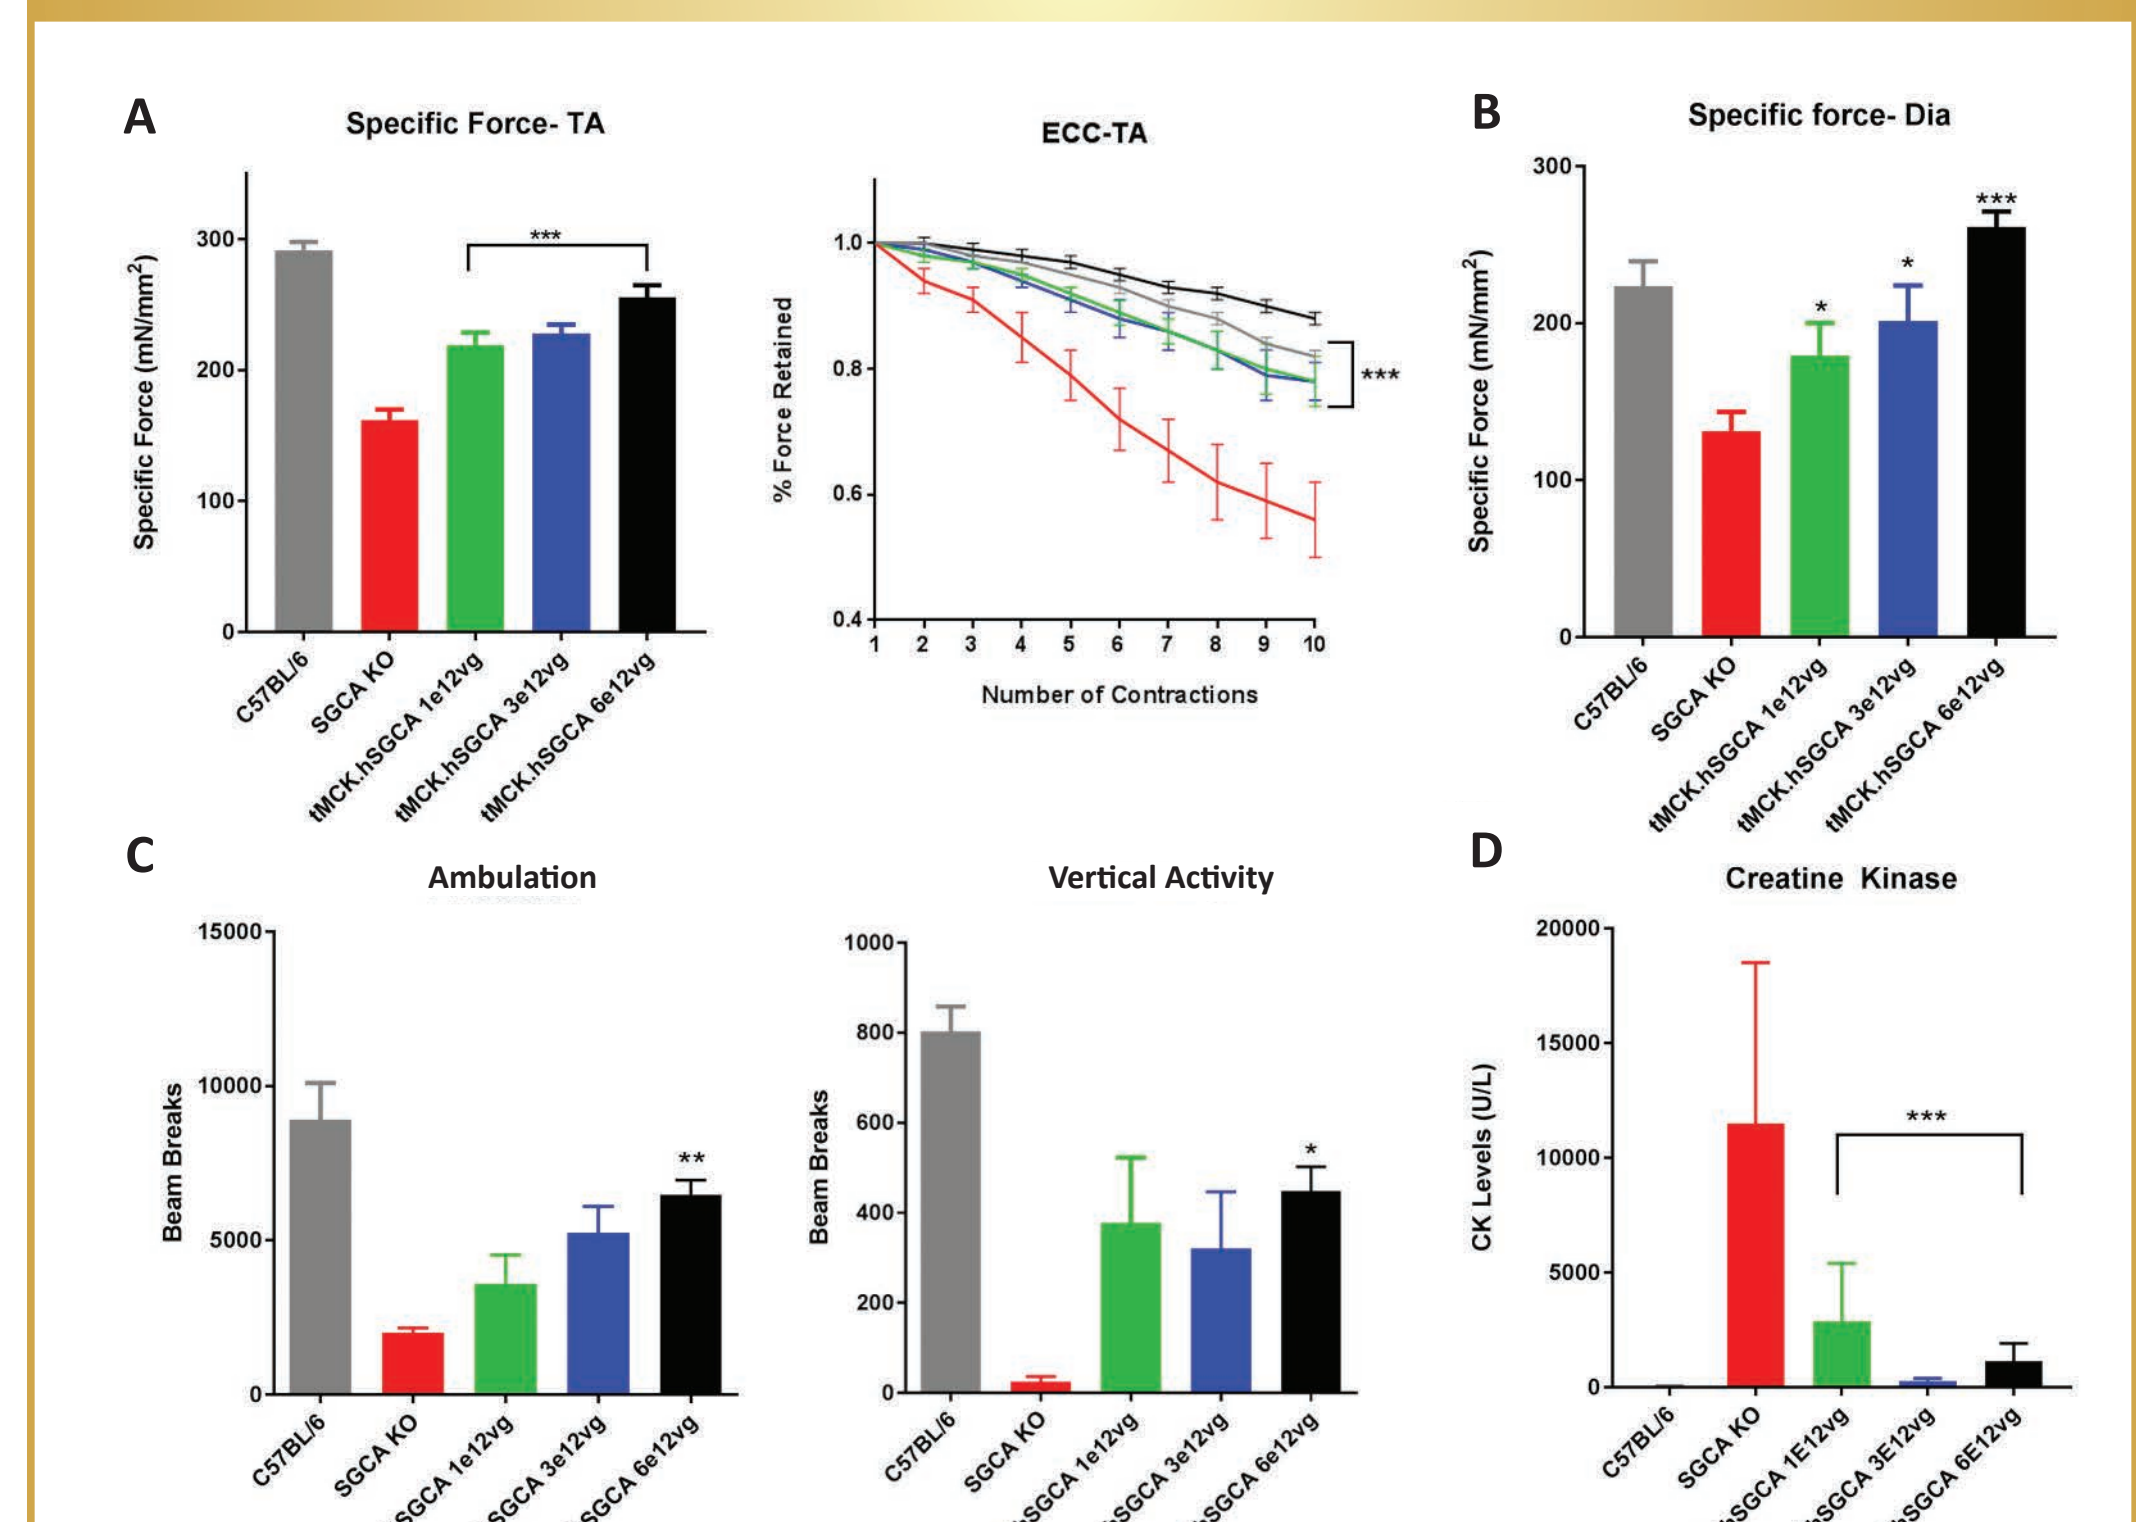 A
Specific Force- TA
Specific Force (mN/mm²)
300
200
100
0
C57BL/6
SGCA KO
tMCK.hSGCA 1e12vg
tMCK.hSGCA 3e12vg
tMCK.hSGCA 6e12vg
***
ECC-TA
% Force Retained
1.0
0.8
0.6
0.4
1 2 3 4 5 6 7 8 9 10
Number of Contractions
***
B
Specific force- Dia
Specific Force (mN/mm²)
300
200
100
0
C57BL/6
SGCA KO
tMCK.hSGCA 1e12vg
tMCK.hSGCA 3e12vg
tMCK.hSGCA 6e12vg
*
*
***
C
Ambulation
Beam Breaks
15000
10000
5000
0
C57BL/6
SGCA KO
SGCA 1e12vg
SGCA 3e12vg
SGCA 6e12vg
**
Vertical Activity
Beam Breaks
1000
800
600
400
200
0
C57BL/6
SGCA KO
hSGCA 1e12vg
hSGCA 3e12vg
hSGCA 6e12vg
*
D
Creatine Kinase
CK Levels (U/L)
20000
15000
10000
5000
0
C57BL/6
SGCA KO
hSGCA 1E12vg
hSGCA 3E12vg
hSGCA 6E12vg
***